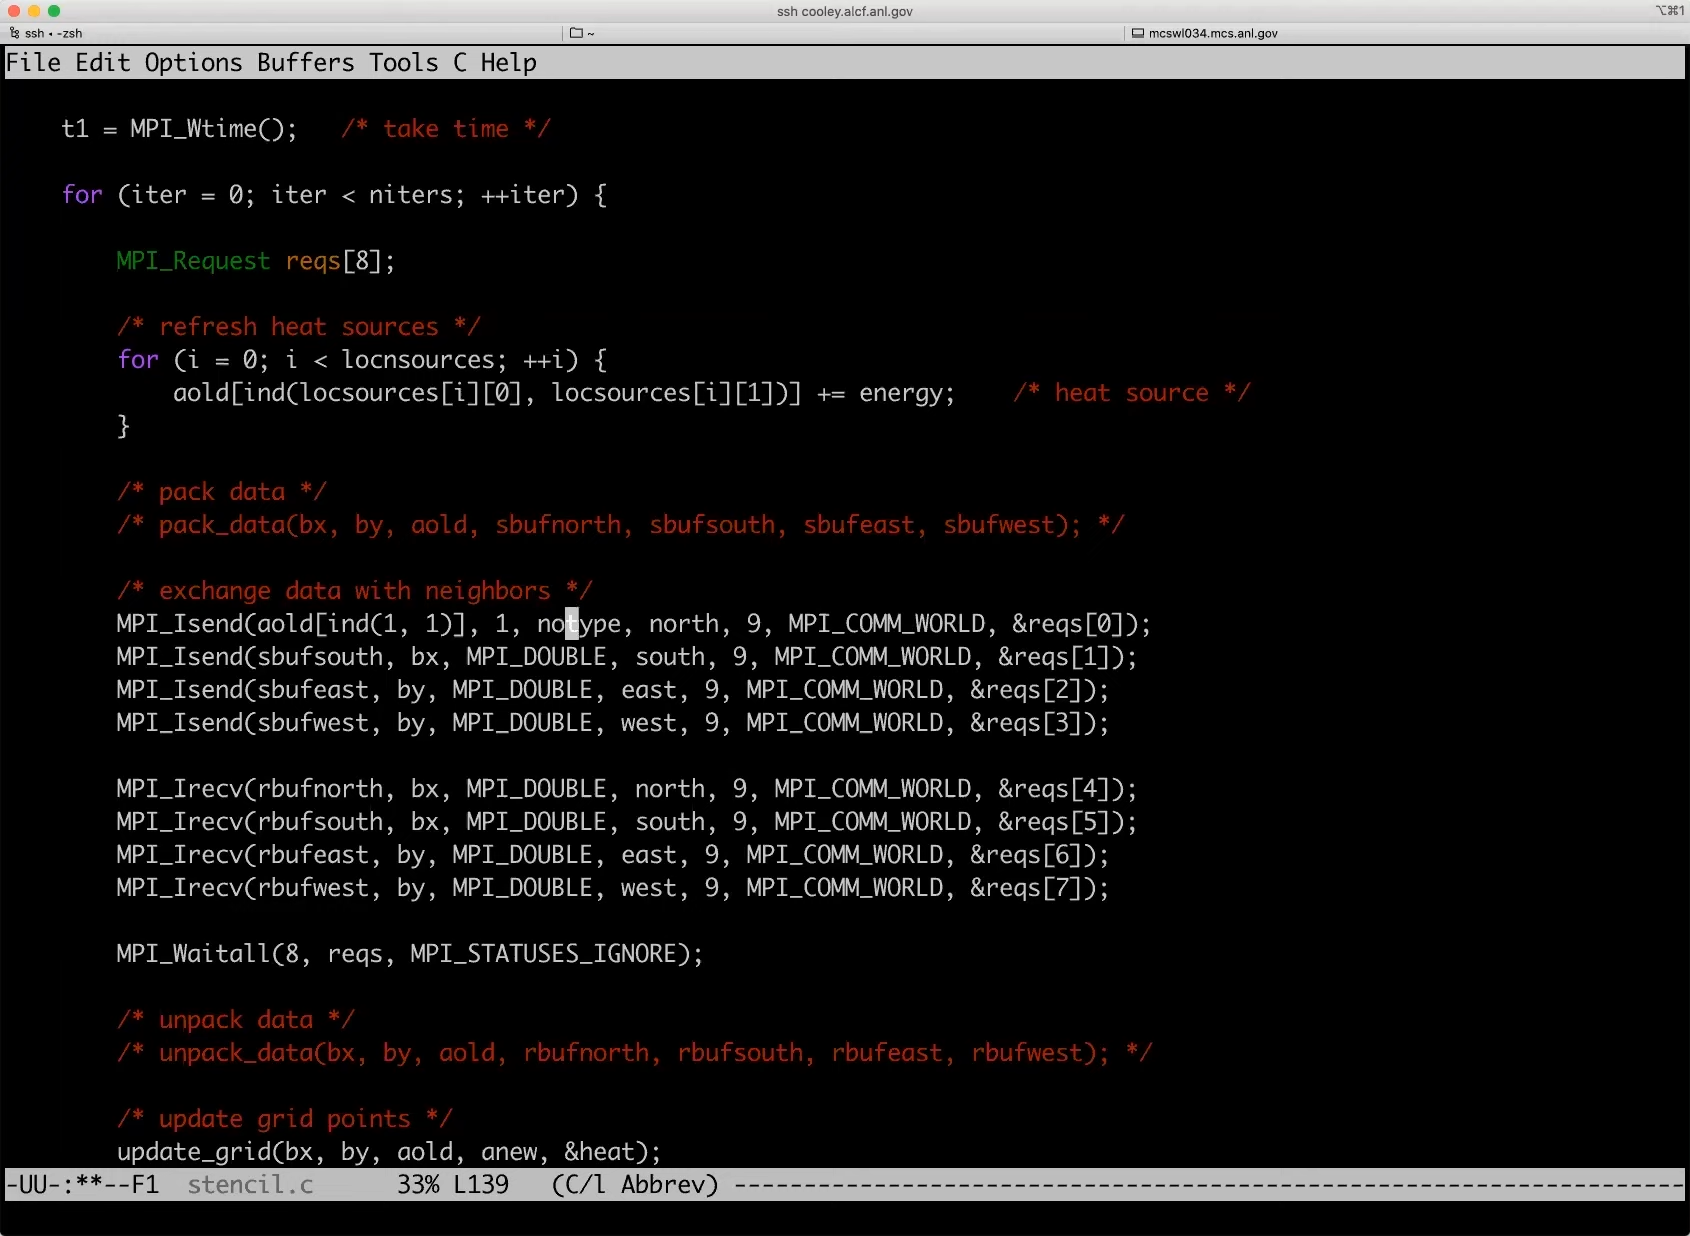 ssh cooley.alcf.anl.gov
⌥⌘1
ssh • -zsh
~
mcswl034.mcs.anl.gov
File Edit Options Buffers Tools C Help
t1 = MPI_Wtime();   /* take time */
for (iter = 0; iter < niters; ++iter) {
MPI_Request reqs[8];
/* refresh heat sources */
for (i = 0; i < locnsources; ++i) {
aold[ind(locsources[i][0], locsources[i][1])] += energy;    /* heat source */
}
/* pack data */
/* pack_data(bx, by, aold, sbufnorth, sbufsouth, sbufeast, sbufwest); */
/* exchange data with neighbors */
MPI_Isend(aold[ind(1, 1)], 1, notype, north, 9, MPI_COMM_WORLD, &reqs[0]);
MPI_Isend(sbufsouth, bx, MPI_DOUBLE, south, 9, MPI_COMM_WORLD, &reqs[1]);
MPI_Isend(sbufeast, by, MPI_DOUBLE, east, 9, MPI_COMM_WORLD, &reqs[2]);
MPI_Isend(sbufwest, by, MPI_DOUBLE, west, 9, MPI_COMM_WORLD, &reqs[3]);
MPI_Irecv(rbufnorth, bx, MPI_DOUBLE, north, 9, MPI_COMM_WORLD, &reqs[4]);
MPI_Irecv(rbufsouth, bx, MPI_DOUBLE, south, 9, MPI_COMM_WORLD, &reqs[5]);
MPI_Irecv(rbufeast, by, MPI_DOUBLE, east, 9, MPI_COMM_WORLD, &reqs[6]);
MPI_Irecv(rbufwest, by, MPI_DOUBLE, west, 9, MPI_COMM_WORLD, &reqs[7]);
MPI_Waitall(8, reqs, MPI_STATUSES_IGNORE);
/* unpack data */
/* unpack_data(bx, by, aold, rbufnorth, rbufsouth, rbufeast, rbufwest); */
/* update grid points */
update_grid(bx, by, aold, anew, &heat);
-UU-:**--F1  stencil.c      33% L139   (C/l Abbrev) --------------------------------------------------------------------